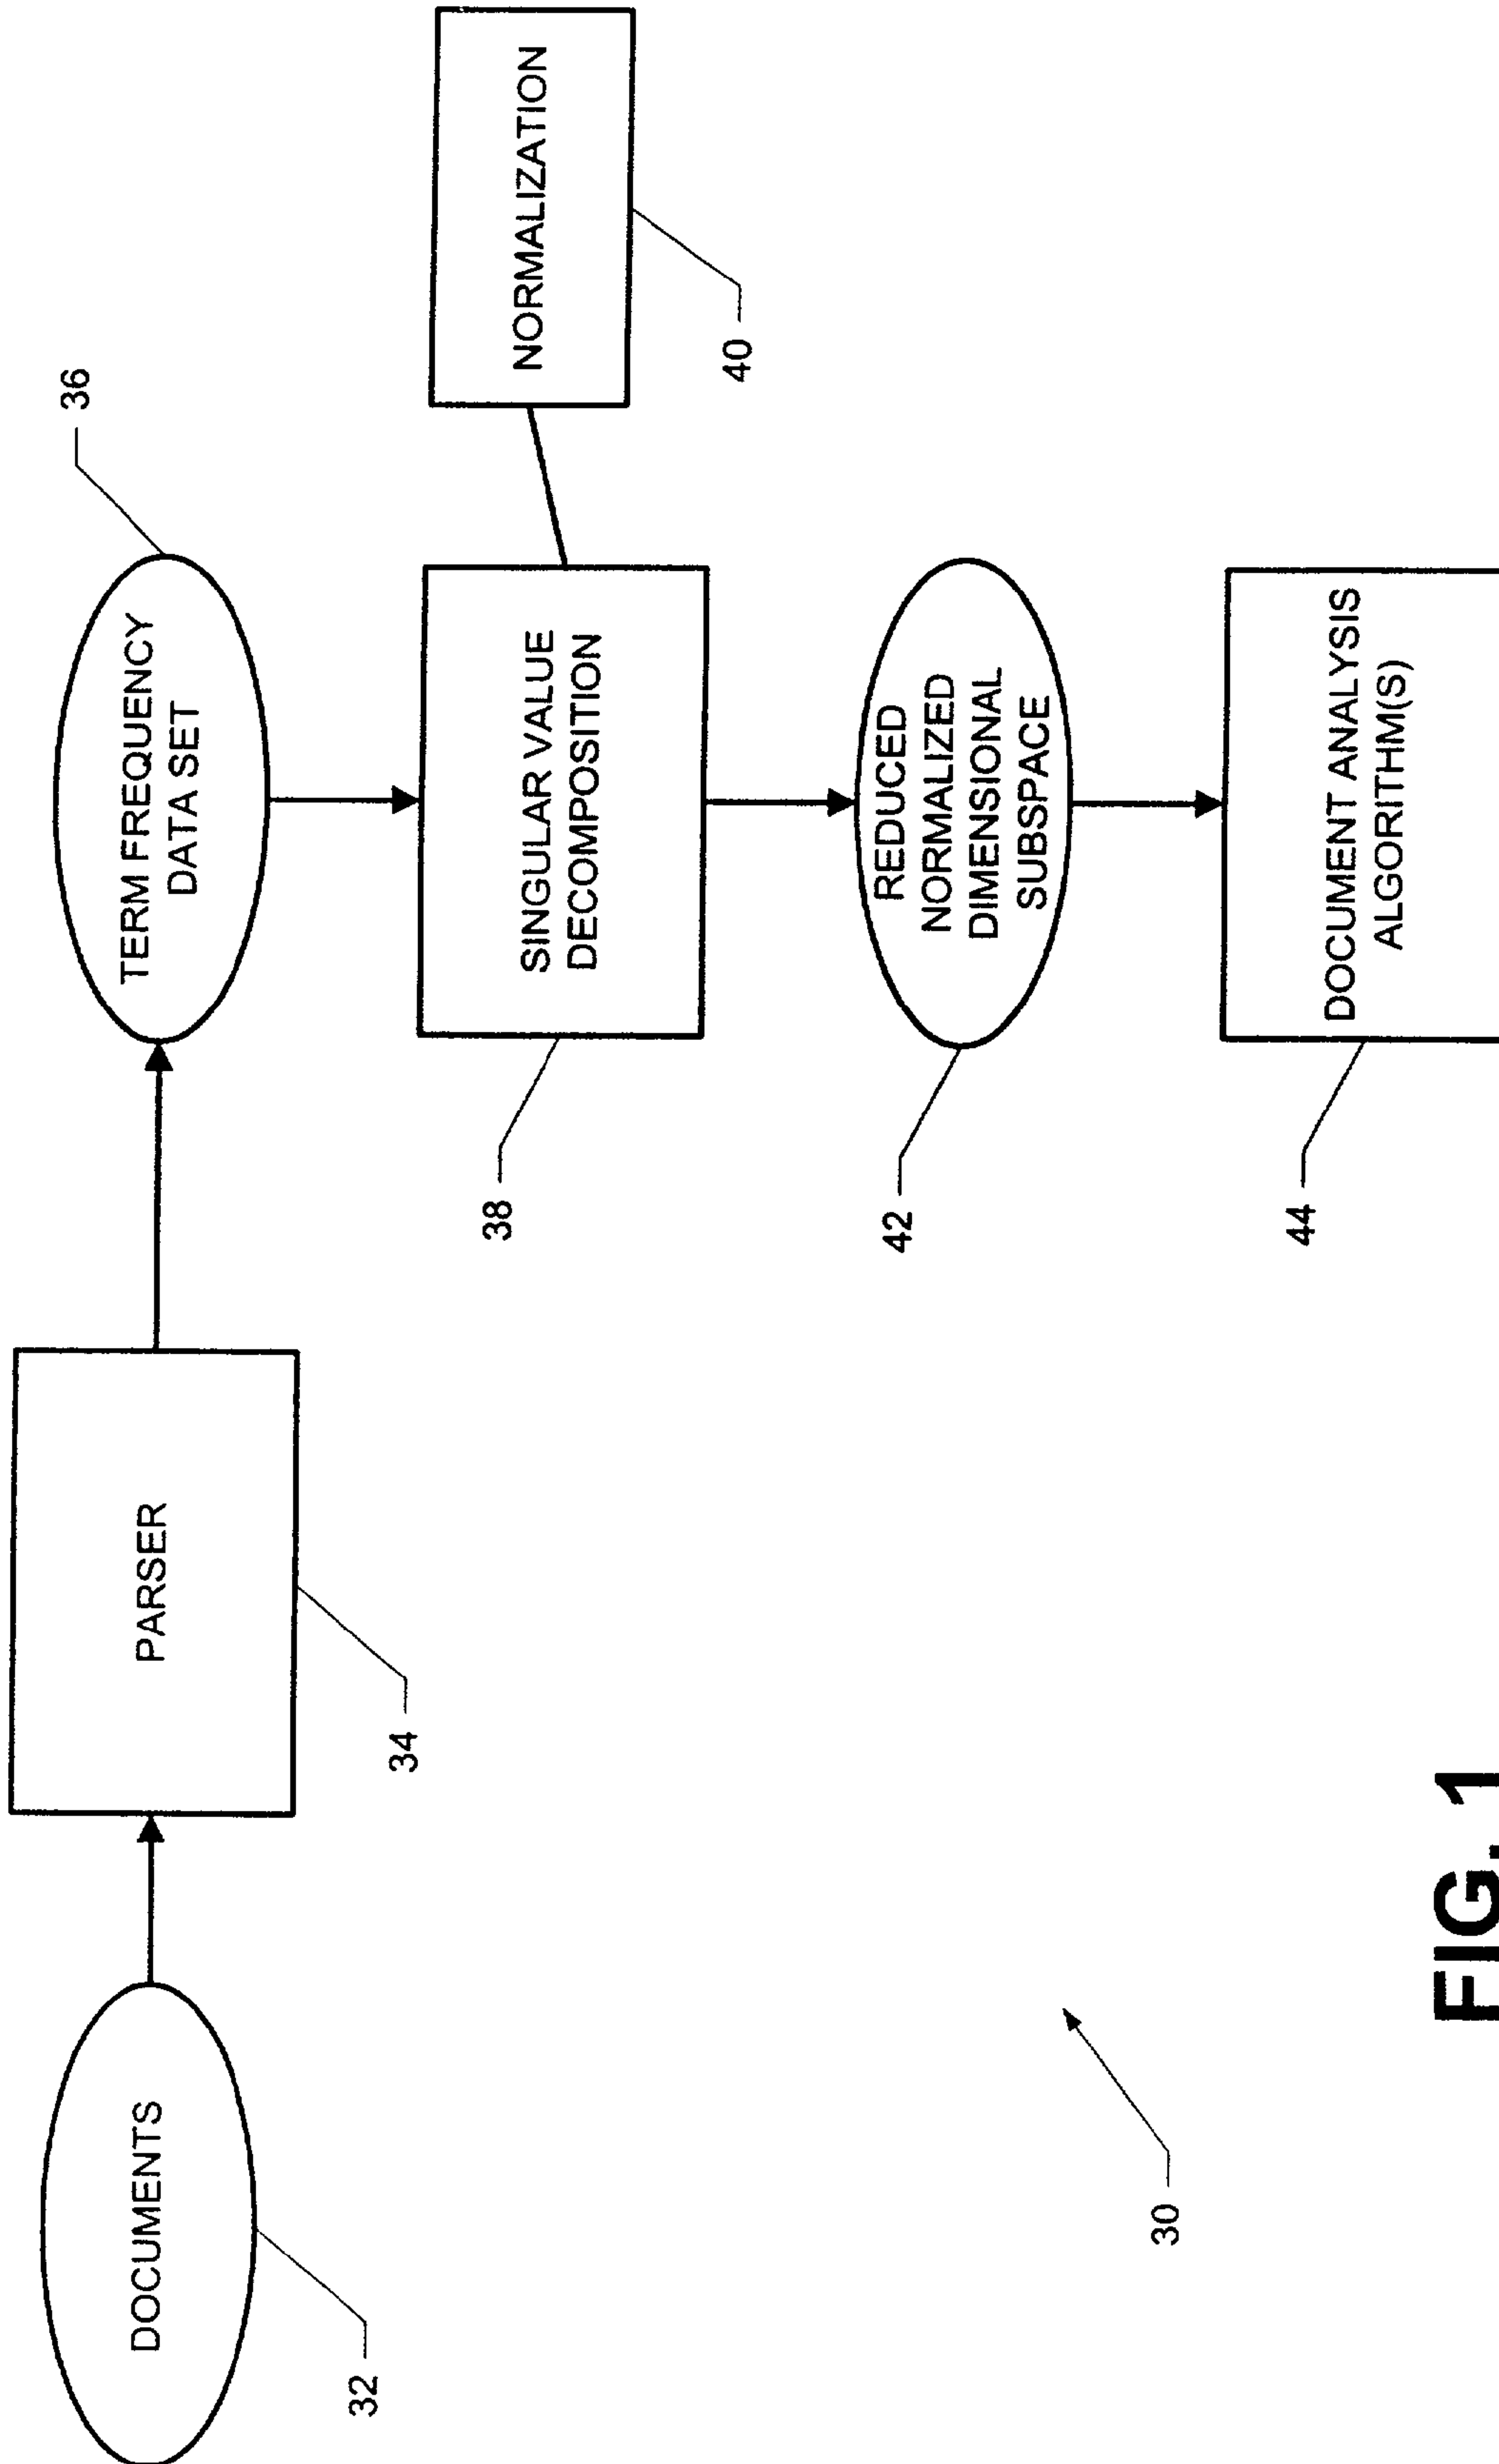 DOCUMENTS
32
PARSER
34
TERM FREQUENCY
DATA SET
36
SINGULAR VALUE
DECOMPOSITION
38
NORMALIZATION
40
REDUCED
NORMALIZED
DIMENSIONAL
SUBSPACE
42
DOCUMENT ANALYSIS
ALGORITHM(S)
44
30
FIG. 1